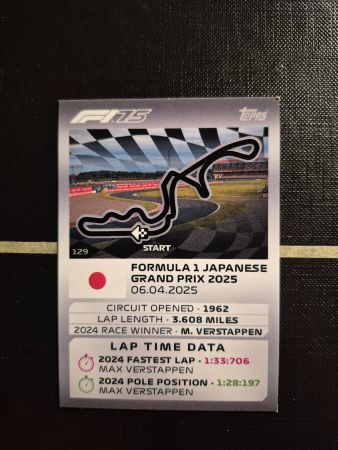 F1.75
Topps
129
START
FORMULA 1 JAPANESE
GRAND PRIX 2025
06.04.2025
CIRCUIT OPENED - 1962
LAP LENGTH - 3.608 MILES
2024 RACE WINNER - M. VERSTAPPEN
LAP TIME DATA
2024 FASTEST LAP - 1:33:706
MAX VERSTAPPEN
2024 POLE POSITION - 1:28:197
MAX VERSTAPPEN